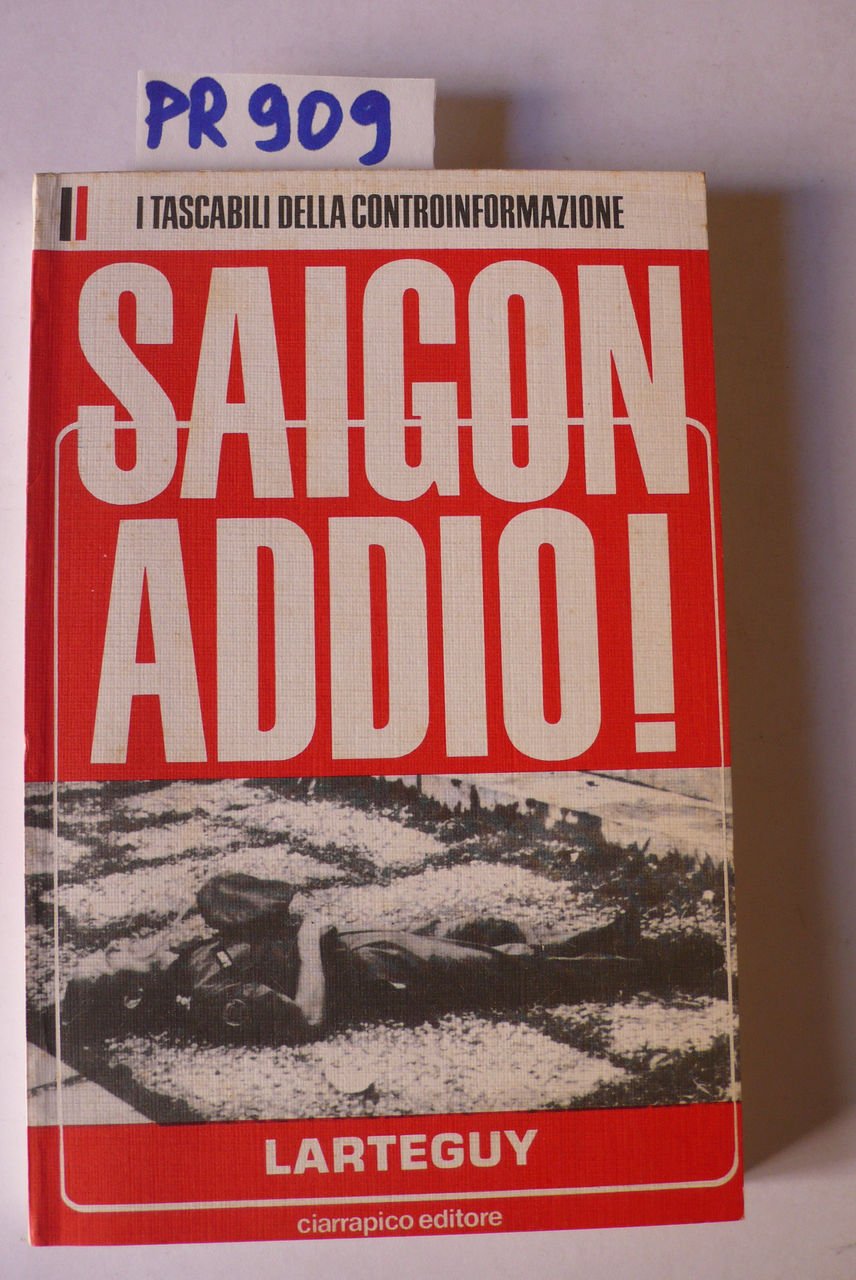 PR 909
I TASCABILI DELLA CONTROINFORMAZIONE
SAIGON
ADDIO!
LARTEGUY
ciarrapico editore